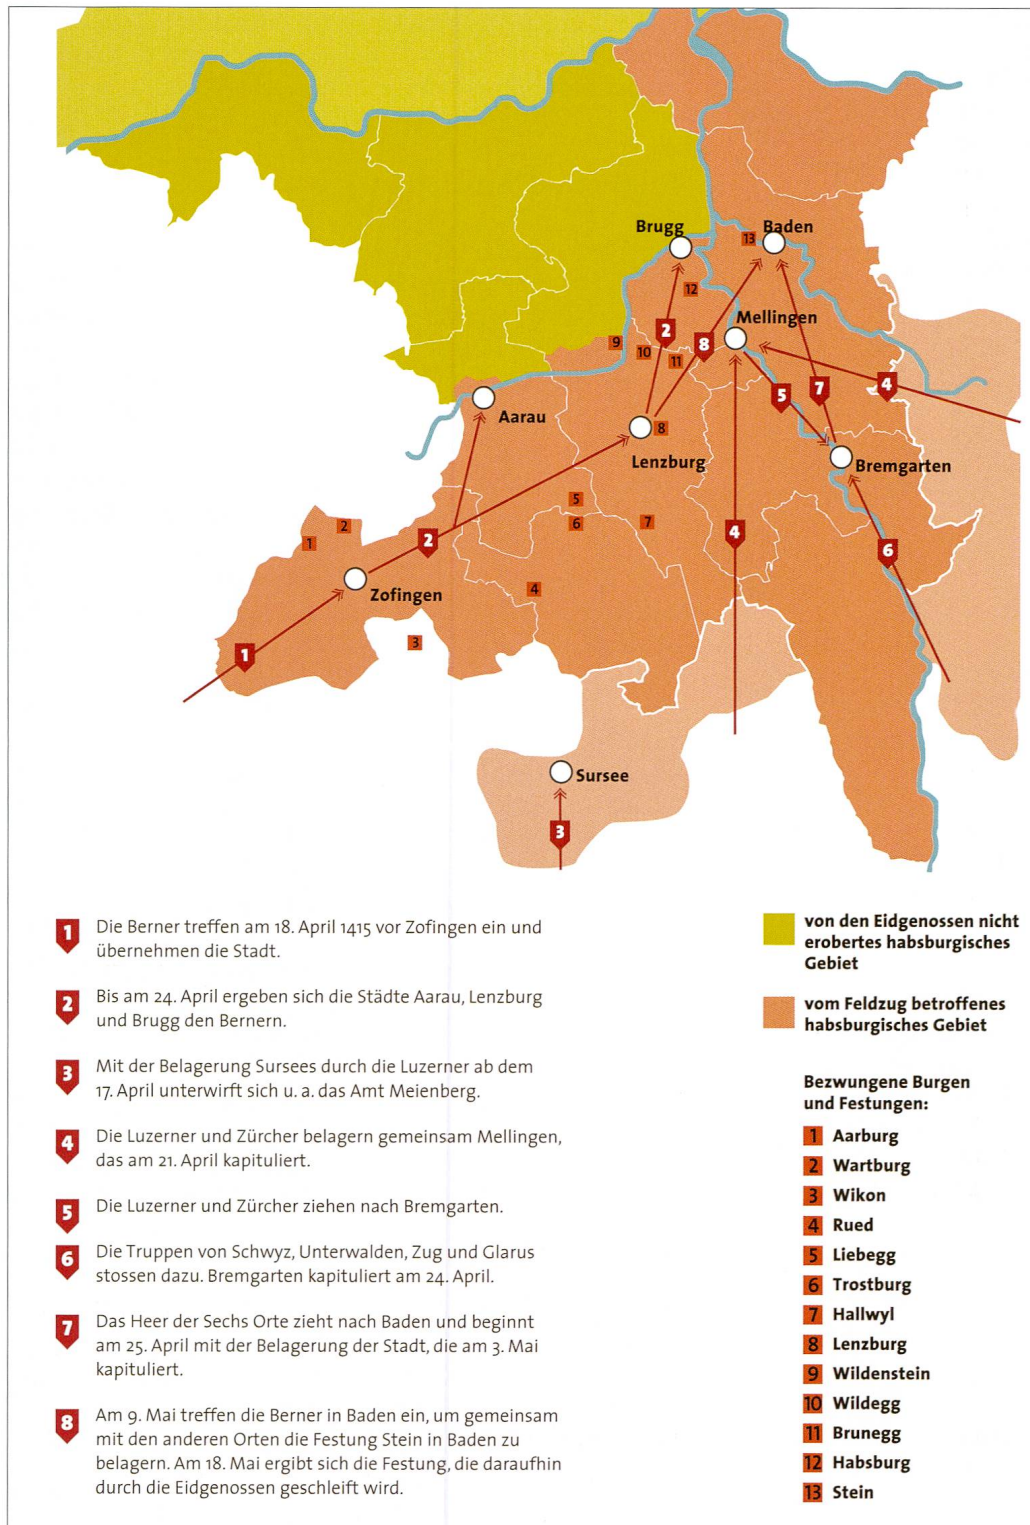 Brugg
Baden
13
12
Mellingen
2
8
9
10
11
4
5
7
Aarau
8
Lenzburg
Bremgarten
5
6
7
2
1
2
4
6
Zofingen
4
3
1
Sursee
3
1 Die Berner treffen am 18. April 1415 vor Zofingen ein und
übernehmen die Stadt.
2 Bis am 24. April ergeben sich die Städte Aarau, Lenzburg
und Brugg den Bernern.
3 Mit der Belagerung Sursees durch die Luzerner ab dem
17. April unterwirft sich u. a. das Amt Meienberg.
4 Die Luzerner und Zürcher belagern gemeinsam Mellingen,
das am 21. April kapituliert.
5 Die Luzerner und Zürcher ziehen nach Bremgarten.
6 Die Truppen von Schwyz, Unterwalden, Zug und Glarus
stossen dazu. Bremgarten kapituliert am 24. April.
7 Das Heer der Sechs Orte zieht nach Baden und beginnt
am 25. April mit der Belagerung der Stadt, die am 3. Mai
kapituliert.
8 Am 9. Mai treffen die Berner in Baden ein, um gemeinsam
mit den anderen Orten die Festung Stein in Baden zu
belagern. Am 18. Mai ergibt sich die Festung, die daraufhin
durch die Eidgenossen geschleift wird.
von den Eidgenossen nicht
erobertes habsburgisches
Gebiet
vom Feldzug betroffenes
habsburgisches Gebiet
Bezwungene Burgen
und Festungen:
1 Aarburg
2 Wartburg
3 Wikon
4 Rued
5 Liebegg
6 Trostburg
7 Hallwyl
8 Lenzburg
9 Wildenstein
10 Wildegg
11 Brunegg
12 Habsburg
13 Stein